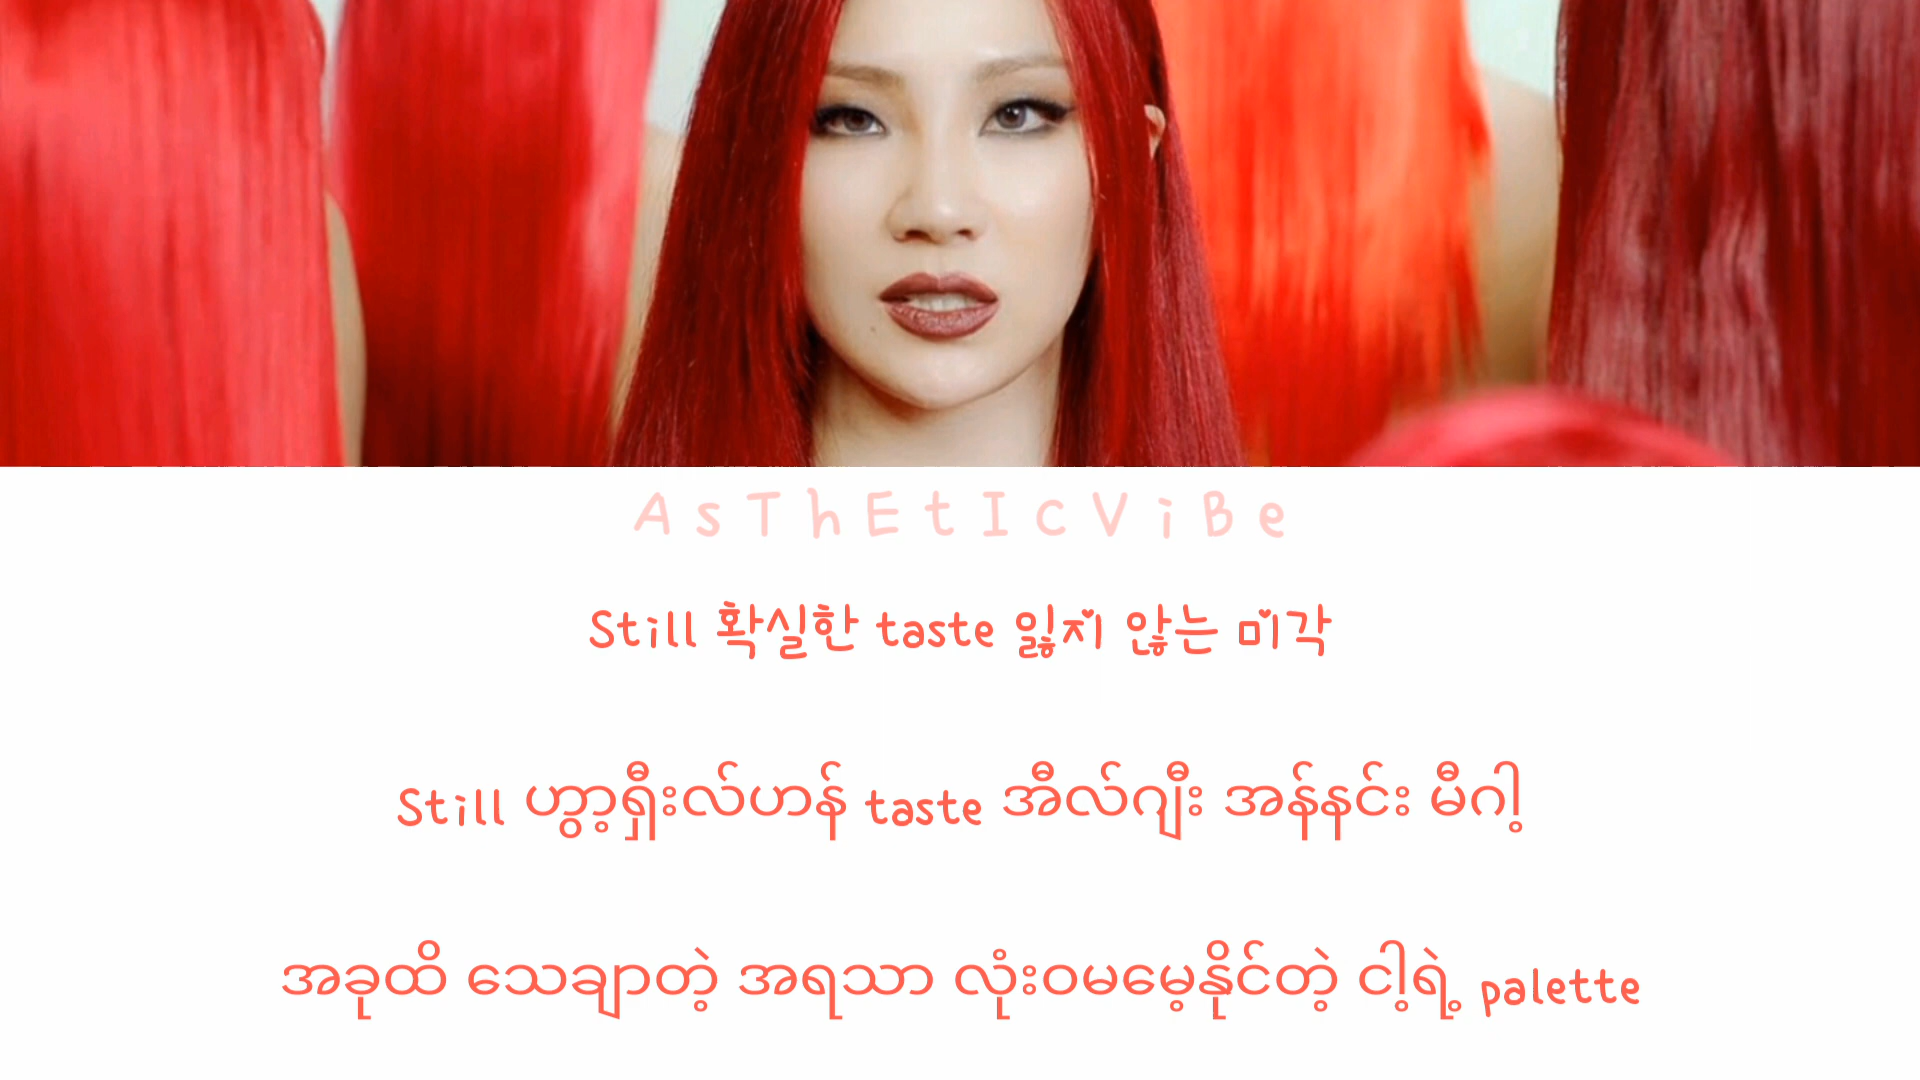 AsThEtIcViBe
Still 확실한 taste 잃지 않는 미각
Still ဟွာ့ရှီးလ်ဟန် taste အီလ်ဂျီး အန်နင်း မီဂါ့
အခုထိ သေချာတဲ့ အရသာ လုံးဝမမေ့နိုင်တဲ့ ငါ့ရဲ့ palette